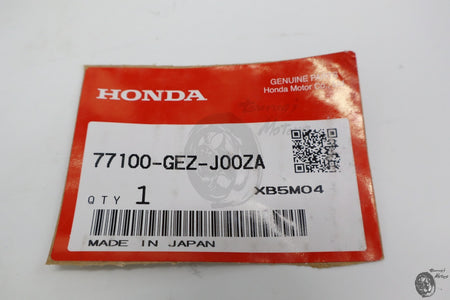 GENUINE PARTS
HONDA
Honda Motor Co.
77100-GEZ-J00ZA
QTY 1
XB5M04
MADE IN JAPAN